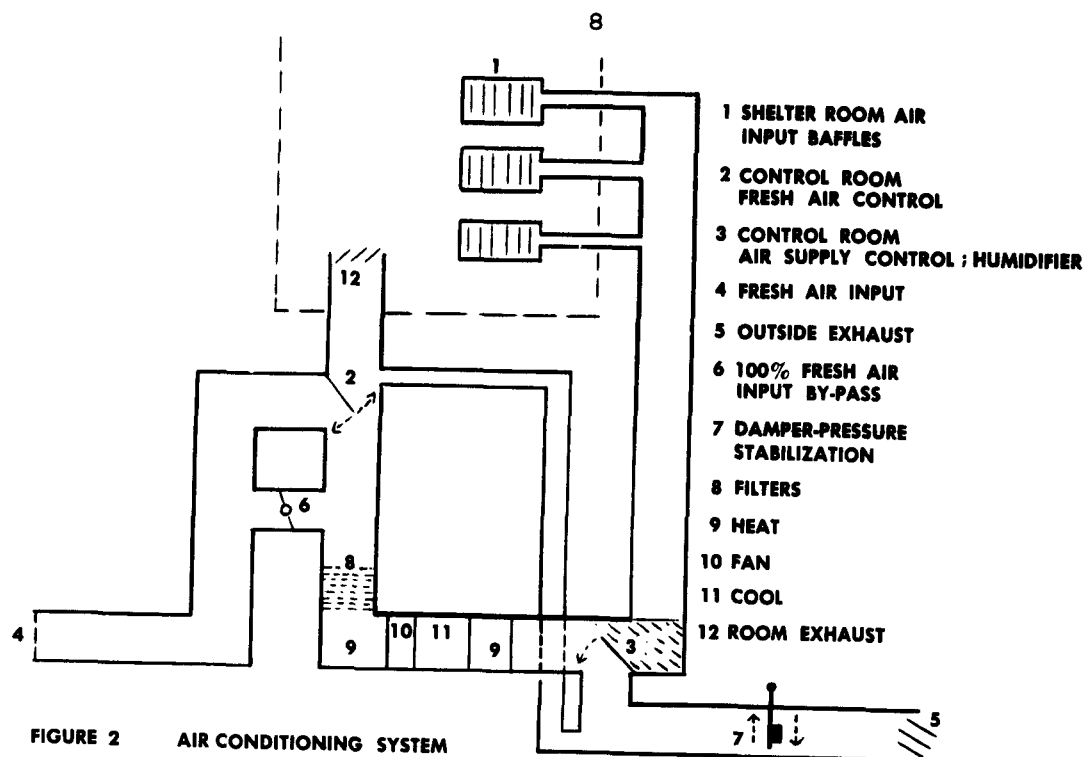 8
1
1 SHELTER ROOM AIR
INPUT BAFFLES
2 CONTROL ROOM
FRESH AIR CONTROL
3 CONTROL ROOM
AIR SUPPLY CONTROL ; HUMIDIFIER
4 FRESH AIR INPUT
5 OUTSIDE EXHAUST
6 100% FRESH AIR
INPUT BY-PASS
7 DAMPER-PRESSURE
STABILIZATION
8 FILTERS
9 HEAT
10 FAN
11 COOL
12 ROOM EXHAUST
12
2
6
8
4
9
10
11
9
3
7
5
FIGURE 2 AIR CONDITIONING SYSTEM